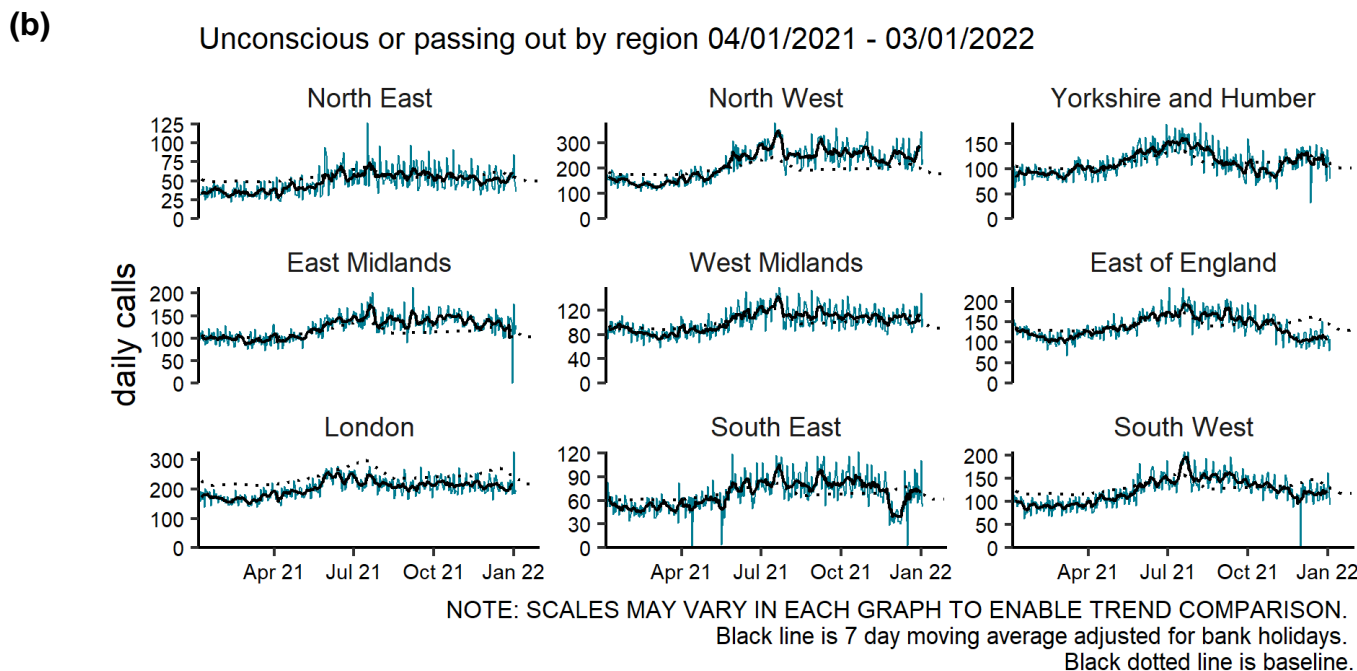 (b)
Unconscious or passing out by region 04/01/2021 - 03/01/2022
daily calls
North East
125
100
75
50
25
0
North West
300
200
100
0
Yorkshire and Humber
150
100
50
0
East Midlands
200
150
100
50
0
West Midlands
120
80
40
0
East of England
200
150
100
50
0
London
300
200
100
0
Apr 21 Jul 21 Oct 21 Jan 22
South East
120
90
60
30
0
Apr 21 Jul 21 Oct 21 Jan 22
South West
200
150
100
50
0
Apr 21 Jul 21 Oct 21 Jan 22
NOTE: SCALES MAY VARY IN EACH GRAPH TO ENABLE TREND COMPARISON.
Black line is 7 day moving average adjusted for bank holidays.
Black dotted line is baseline.